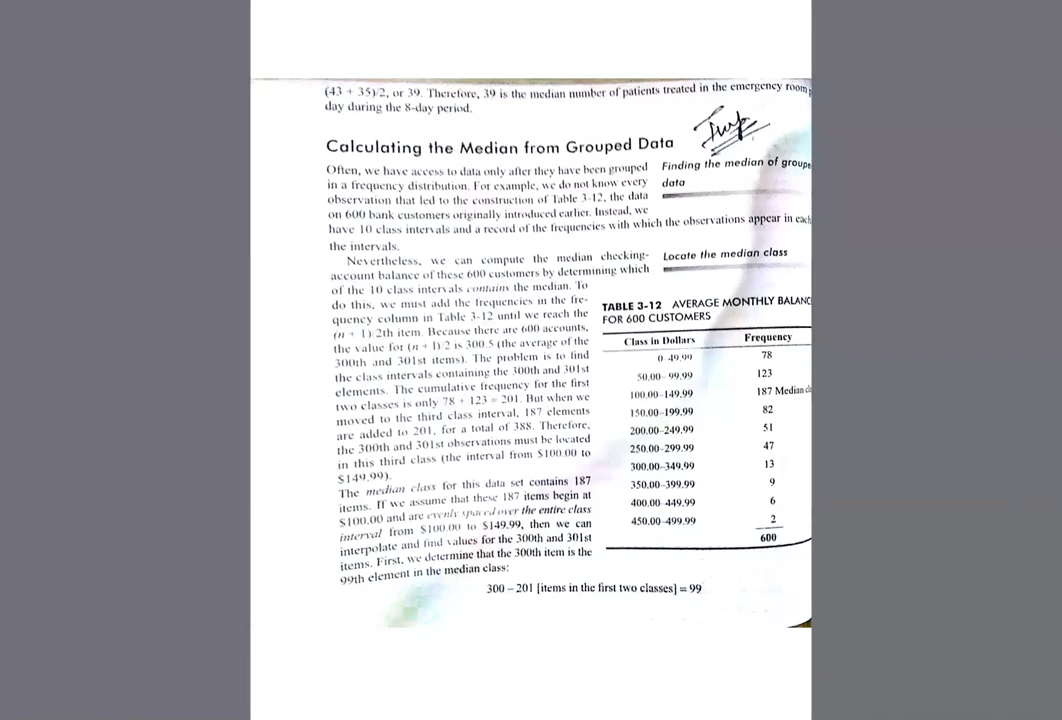 (43 + 35)/2, or 39. Therefore, 39 is the median number of patients treated in the emergency room
day during the 8-day period.
Imp
Calculating the Median from Grouped Data
Often, we have access to data only after they have been grouped
in a frequency distribution. For example, we do not know every
observation that led to the construction of Table 3-12, the data
on 600 bank customers originally introduced earlier. Instead, we
have 10 class intervals and a record of the frequencies with which the observations appear in each
the intervals.
Finding the median of groupe
data
Nevertheless, we can compute the median checking-
account balance of these 600 customers by determining which
of the 10 class intervals contains the median. To
do this, we must add the frequencies in the fre-
quency column in Table 3-12 until we reach the
(n + 1)/2th item. Because there are 600 accounts,
the value for (n + 1)/2 is 300.5 (the average of the
300th and 301st items). The problem is to find
the class intervals containing the 300th and 301st
elements. The cumulative frequency for the first
two classes is only 78 + 123 = 201. But when we
moved to the third class interval, 187 elements
are added to 201, for a total of 388. Therefore,
the 300th and 301st observations must be located
in this third class (the interval from $100.00 to
$149.99).
The median class for this data set contains 187
items. If we assume that these 187 items begin at
$100.00 and are evenly spaced over the entire class
interval from $100.00 to $149.99, then we can
interpolate and find values for the 300th and 301st
items. First, we determine that the 300th item is the
99th element in the median class:
Locate the median class
TABLE 3-12 AVERAGE MONTHLY BALANC
FOR 600 CUSTOMERS
Class in Dollars Frequency
0–49.99 78
50.00–99.99 123
100.00–149.99 187 Median cla
150.00–199.99 82
200.00–249.99 51
250.00–299.99 47
300.00–349.99 13
350.00–399.99 9
400.00–449.99 6
450.00–499.99 2
600
300 – 201 [items in the first two classes] = 99